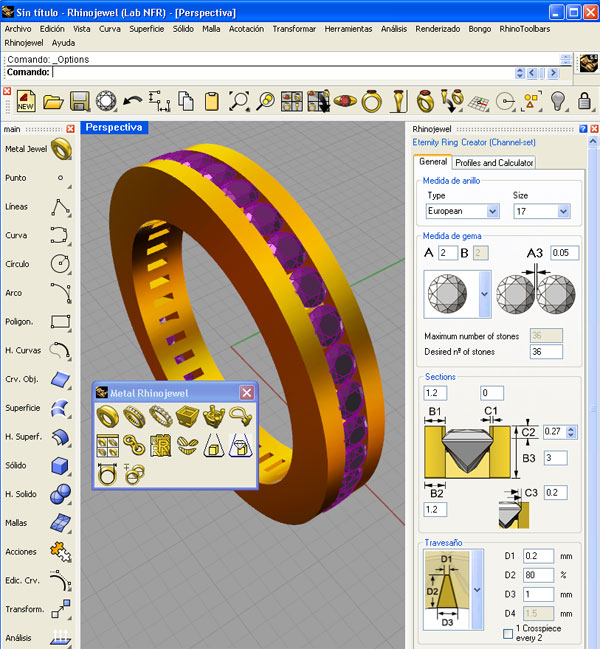 Sin título - Rhinojewel (Lab NFR) - [Perspectiva]
Archivo Edición Vista Curva Superficie Sólido Malla Acotación Transformar Herramientas Análisis Renderizado Bongo RhinoToolbars
Rhinojewel Ayuda
Comando: _Options
Comando:
NEW
main
Metal Jewel
Punto
Líneas
Curva
Círculo
Arco
Poligon.
H. Curvas
Crv. Obj.
Superficie
H. Superf.
Sólido
H. Solido
Mallas
Acciones
Edic. Crv.
Transform.
Análisis
Perspectiva
Metal Rhinojewel
Rhinojewel
Eternity Ring Creator (Channel-set)
General Profiles and Calculator
Medida de anillo
Type Size
European 17
Medida de gema
A 2 B 2 A3 0.05
Maximum number of stones 36
Desired nº of stones 36
Sections
1.2 0
B1 C1
C2 0.27
B3 3
B2 C3 0.2
1.2
Travesaño
D1 D1 0.2 mm
D2 D2 80 %
D3 D3 1 mm
D4 1.5 mm
1 Crosspiece
every 2